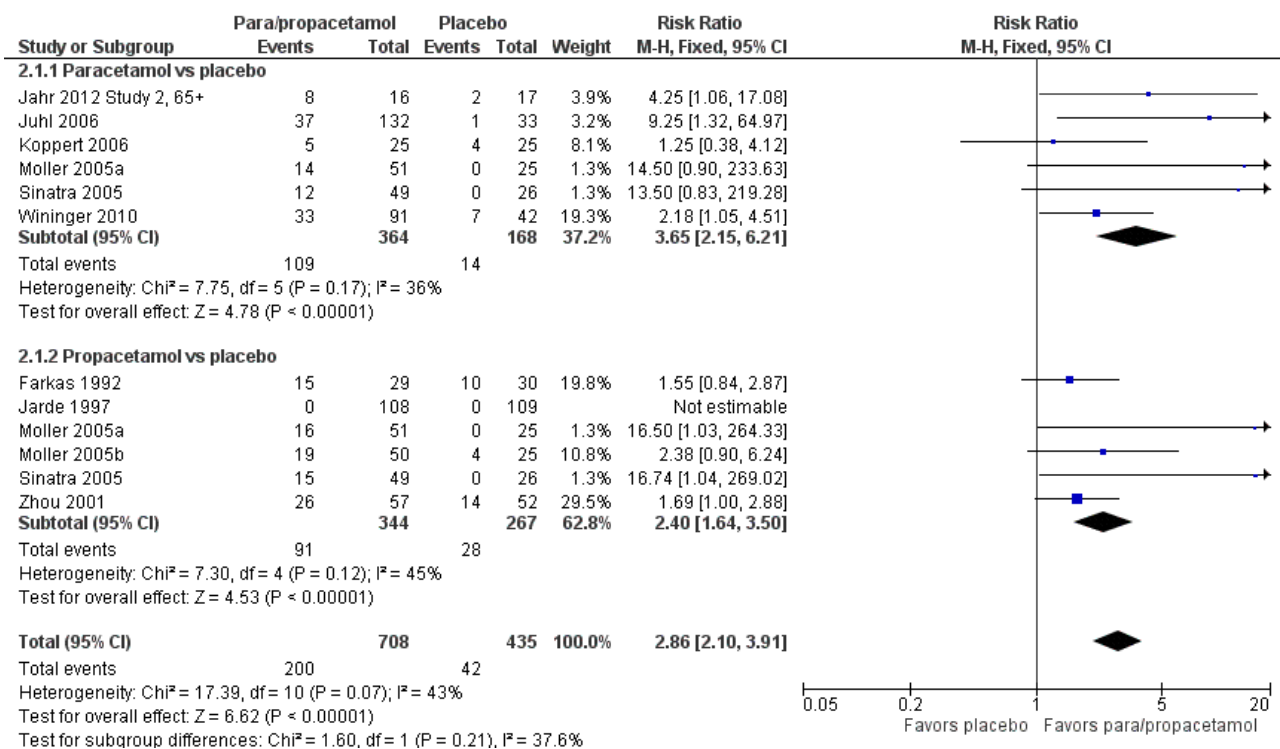 Para/propacetamol Placebo Risk Ratio Risk Ratio
Study or Subgroup Events Total Events Total Weight M-H, Fixed, 95% CI M-H, Fixed, 95% CI
2.1.1 Paracetamol vs placebo
Jahr 2012 Study 2, 65+ 8 16 2 17 3.9% 4.25 [1.06, 17.08]
Juhl 2006 37 132 1 33 3.2% 9.25 [1.32, 64.97]
Koppert 2006 5 25 4 25 8.1% 1.25 [0.38, 4.12]
Moller 2005a 14 51 0 25 1.3% 14.50 [0.90, 233.63]
Sinatra 2005 12 49 0 26 1.3% 13.50 [0.83, 219.28]
Wininger 2010 33 91 7 42 19.3% 2.18 [1.05, 4.51]
Subtotal (95% CI) 364 168 37.2% 3.65 [2.15, 6.21]
Total events 109 14
Heterogeneity: Chi² = 7.75, df = 5 (P = 0.17); I² = 36%
Test for overall effect: Z = 4.78 (P < 0.00001)
2.1.2 Propacetamol vs placebo
Farkas 1992 15 29 10 30 19.8% 1.55 [0.84, 2.87]
Jarde 1997 0 108 0 109 Not estimable
Moller 2005a 16 51 0 25 1.3% 16.50 [1.03, 264.33]
Moller 2005b 19 50 4 25 10.8% 2.38 [0.90, 6.24]
Sinatra 2005 15 49 0 26 1.3% 16.74 [1.04, 269.02]
Zhou 2001 26 57 14 52 29.5% 1.69 [1.00, 2.88]
Subtotal (95% CI) 344 267 62.8% 2.40 [1.64, 3.50]
Total events 91 28
Heterogeneity: Chi² = 7.30, df = 4 (P = 0.12); I² = 45%
Test for overall effect: Z = 4.53 (P < 0.00001)
Total (95% CI) 708 435 100.0% 2.86 [2.10, 3.91]
Total events 200 42
Heterogeneity: Chi² = 17.39, df = 10 (P = 0.07); I² = 43%
Test for overall effect: Z = 6.62 (P < 0.00001)
Test for subgroup differences: Chi² = 1.60, df = 1 (P = 0.21), I² = 37.6%
0.05 0.2 1 5 20
Favors placebo Favors para/propacetamol